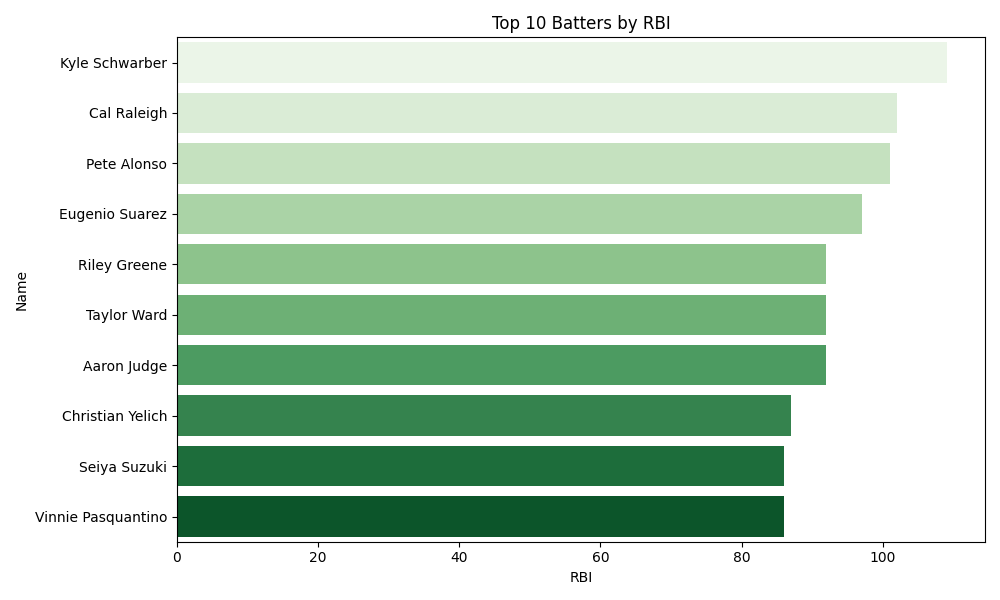 Top 10 Batters by RBI
Kyle Schwarber
Cal Raleigh
Pete Alonso
Eugenio Suarez
Riley Greene
Taylor Ward
Aaron Judge
Christian Yelich
Seiya Suzuki
Vinnie Pasquantino
Name
0 20 40 60 80 100
RBI